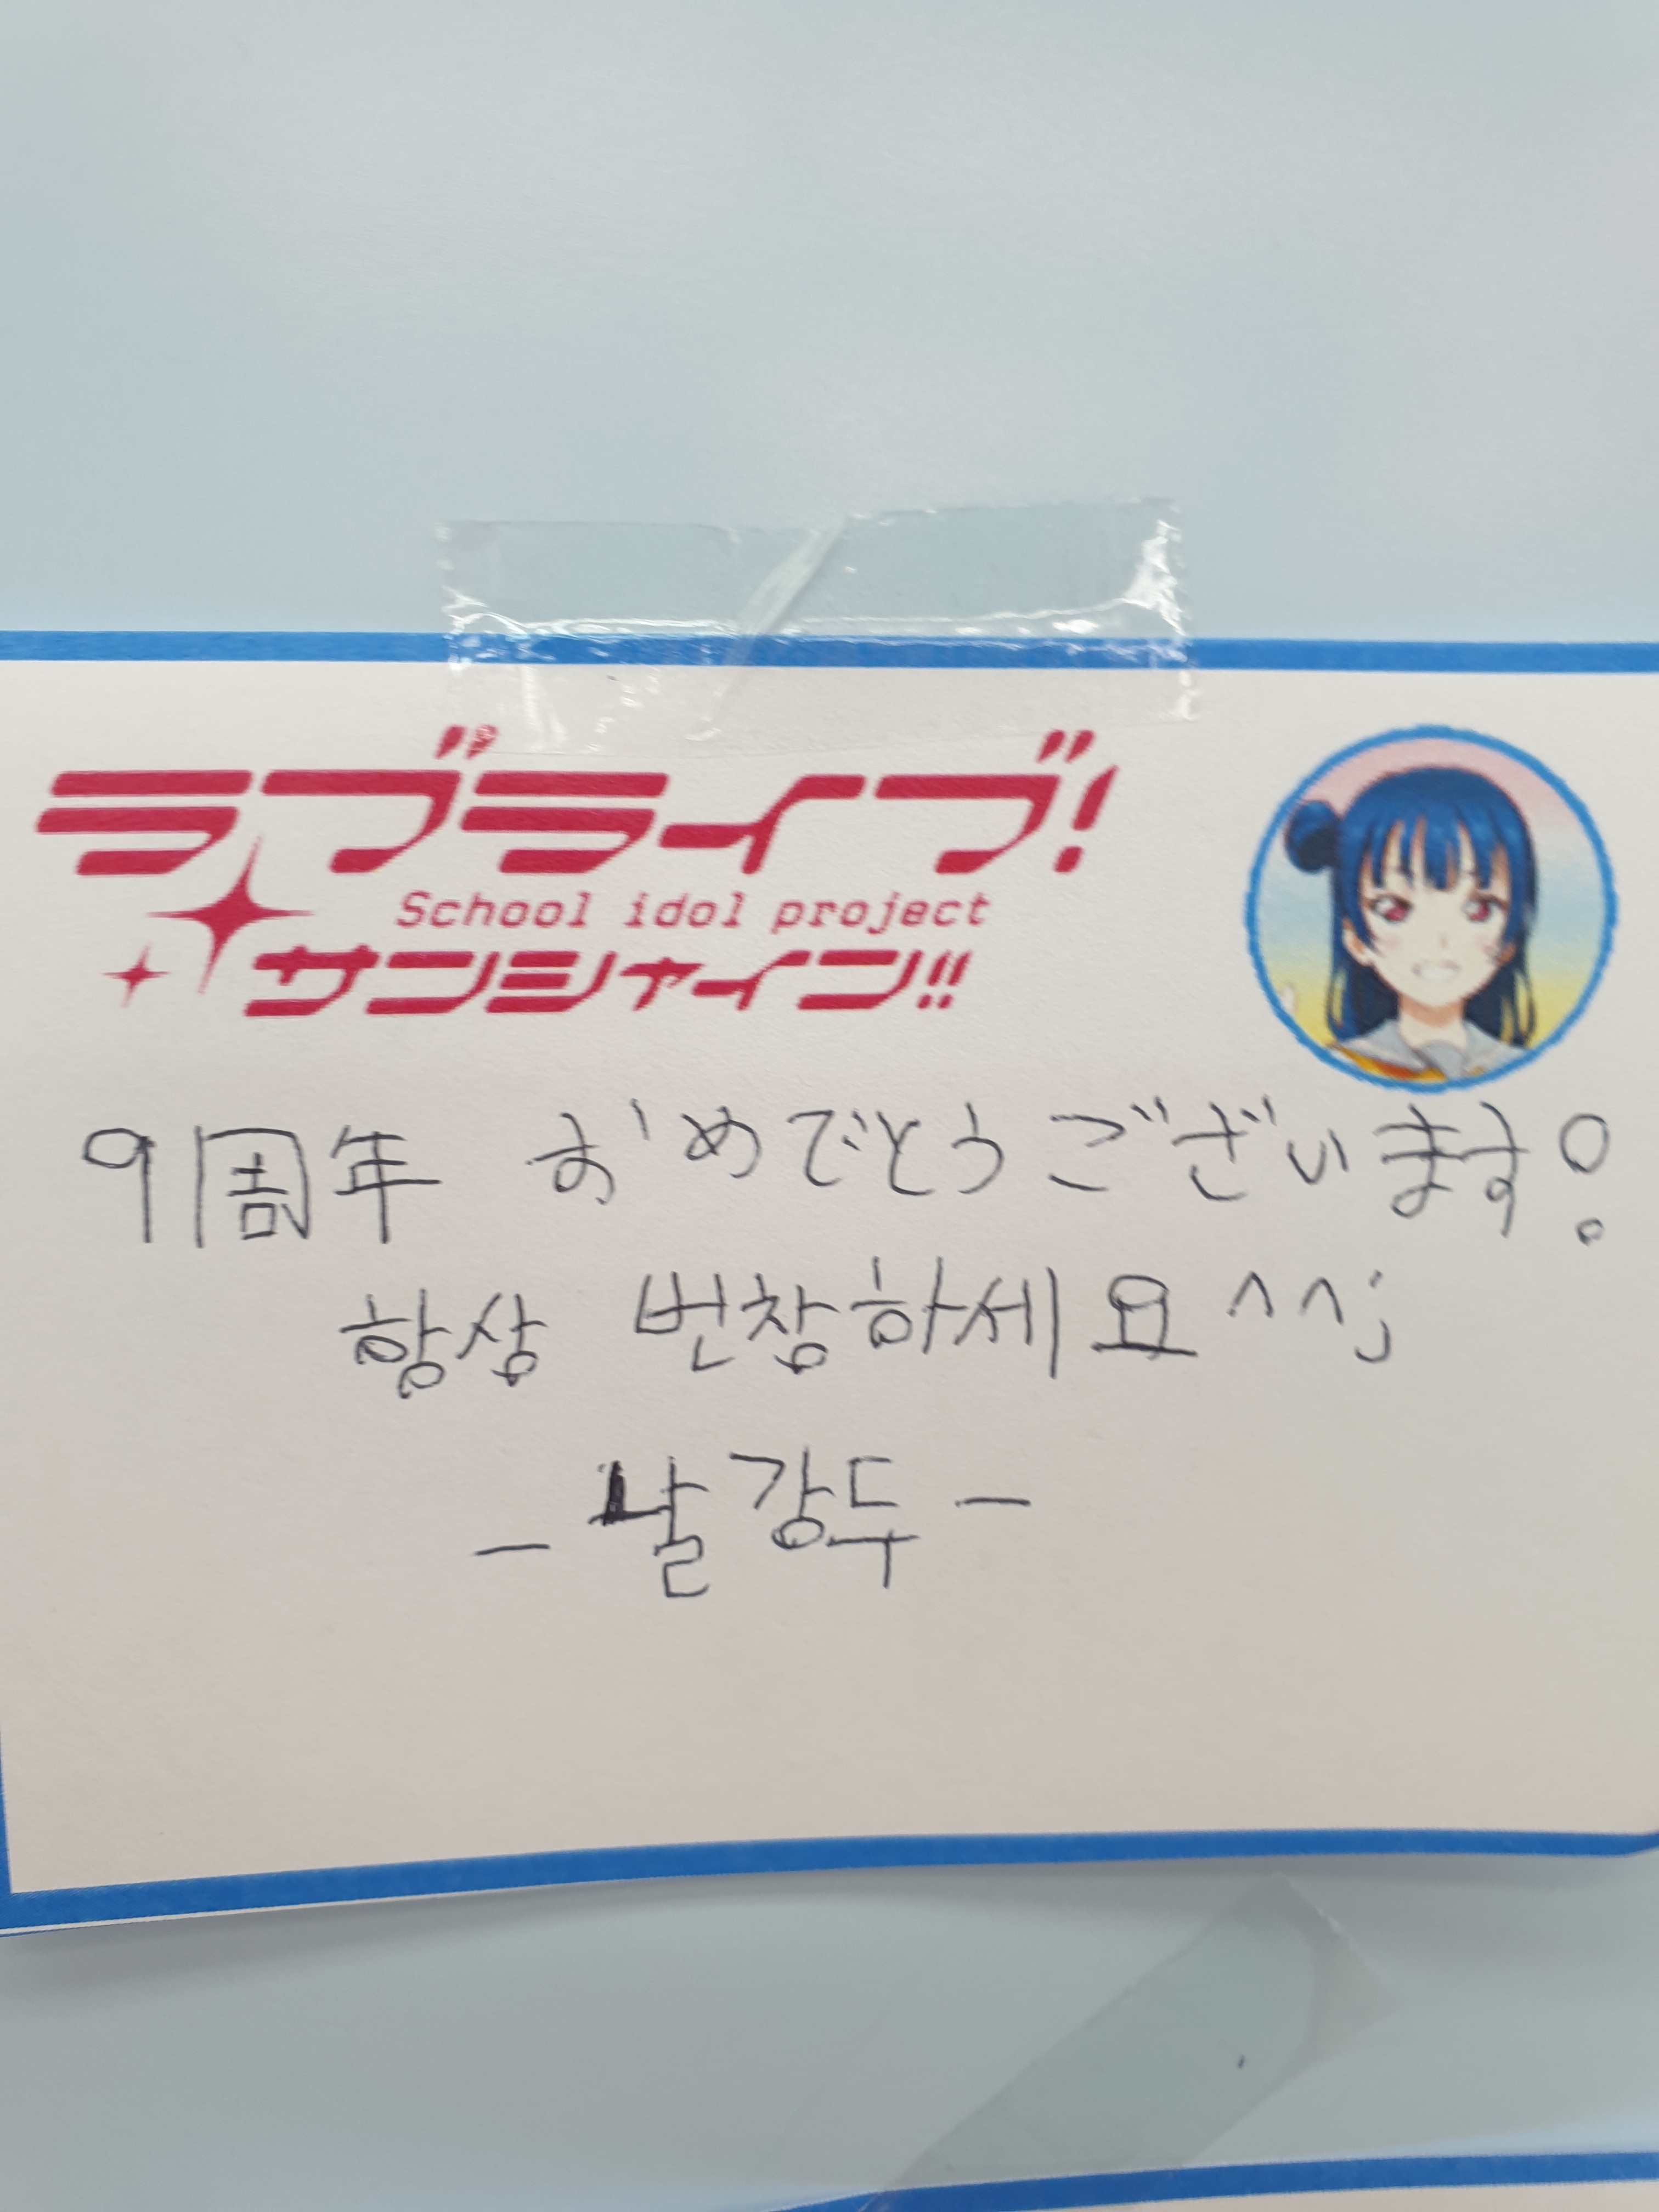 ラブライブ!
School idol project
サンシャイン!!
9周年 おめでとうございます!
항상 번창하세요^^;
- 날강두 -